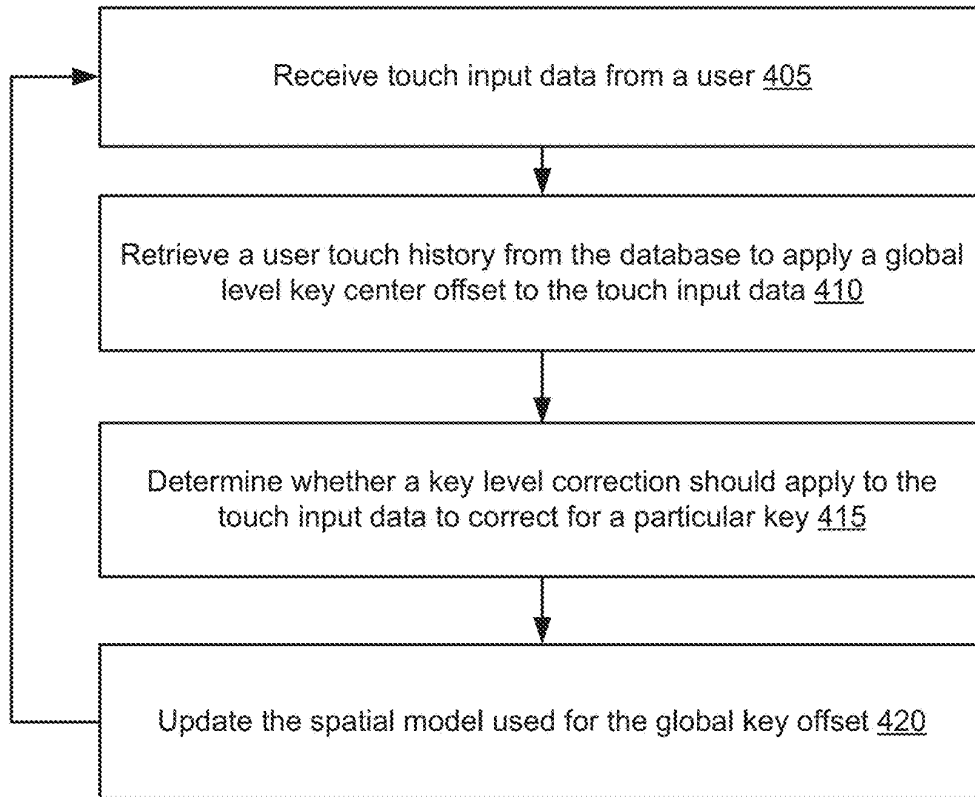 Receive touch input data from a user 405
Retrieve a user touch history from the database to apply a global
level key center offset to the touch input data 410
Determine whether a key level correction should apply to the
touch input data to correct for a particular key 415
Update the spatial model used for the global key offset 420